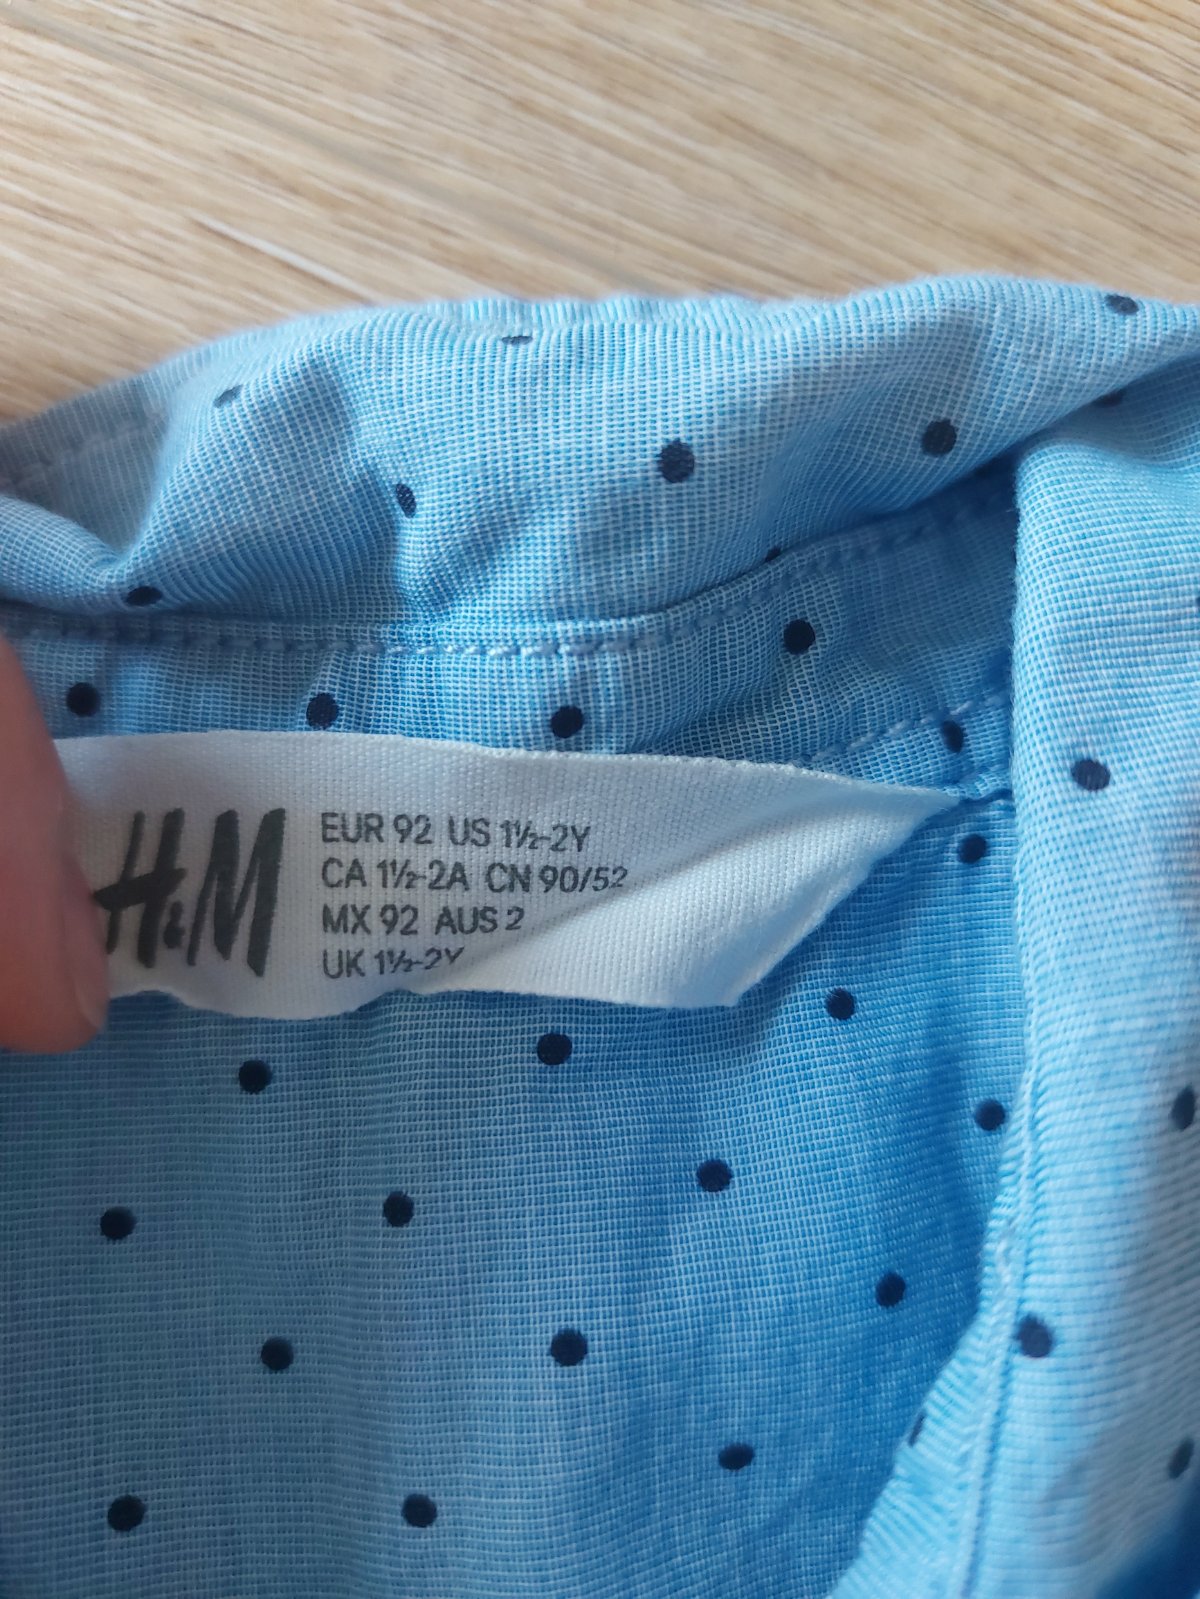 H&M
EUR 92 US 1½-2Y
CA 1½-2A CN 90/52
MX 92 AUS 2
UK 1½-2Y